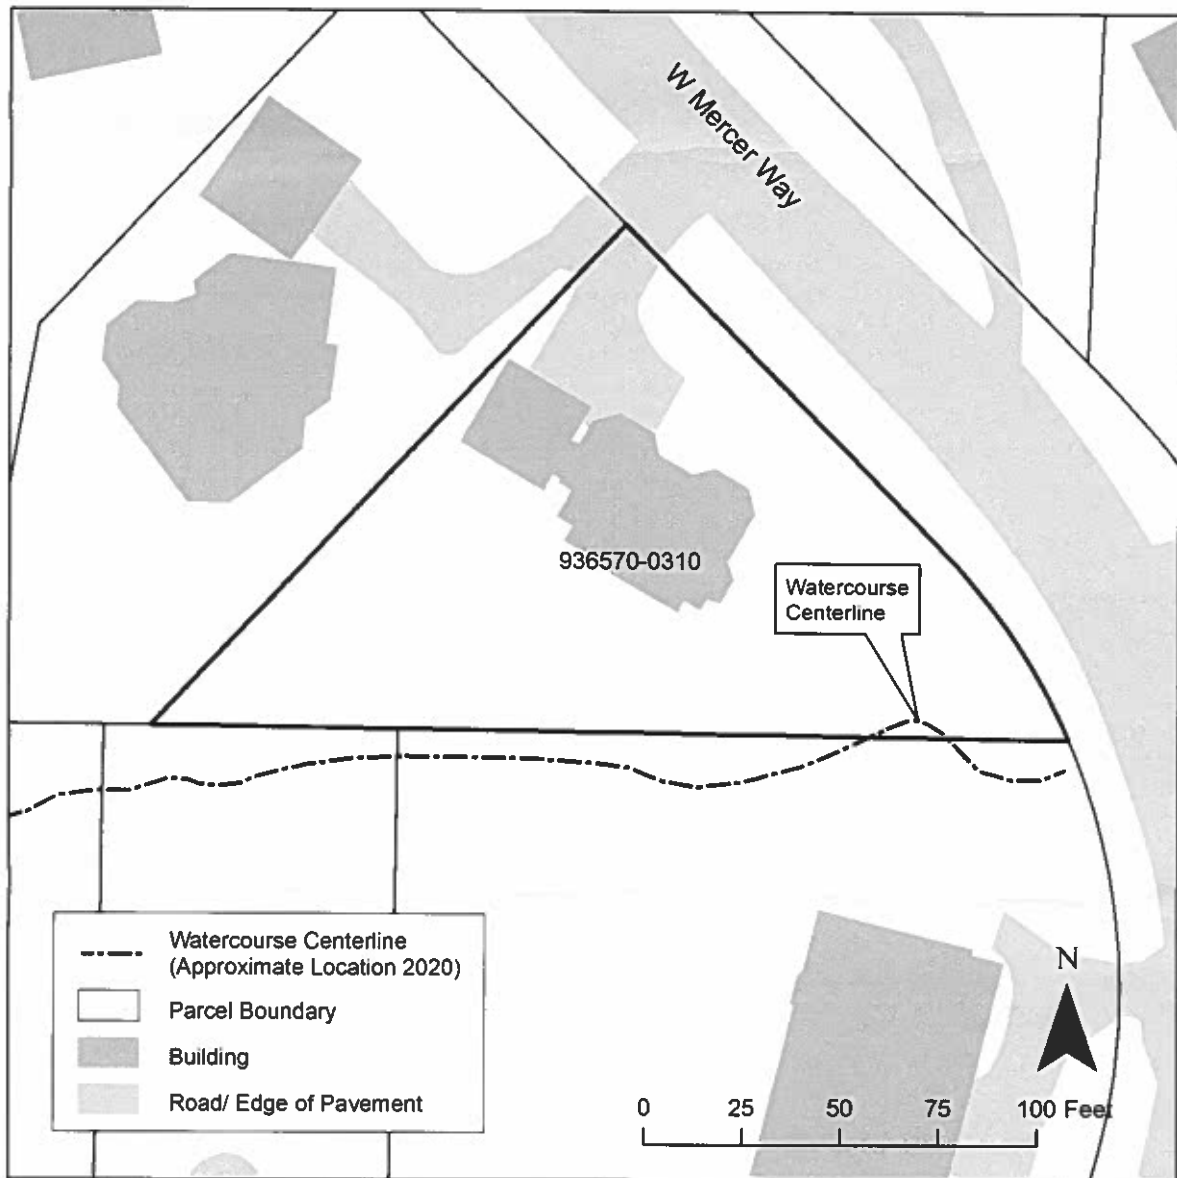 W Mercer Way
936570-0310
Watercourse
Centerline
Watercourse Centerline
(Approximate Location 2020)
Parcel Boundary
Building
Road/ Edge of Pavement
N
0 25 50 75 100 Feet